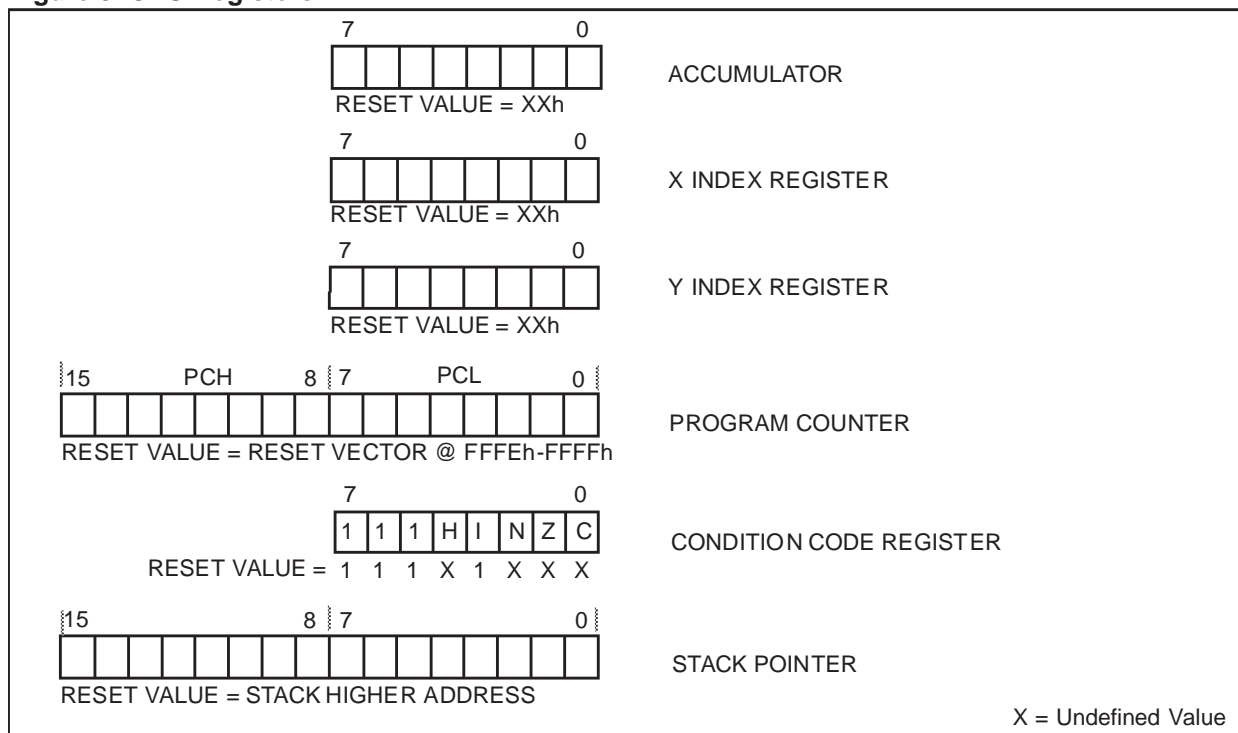 7 0
ACCUMULATOR
RESET VALUE = XXh
7 0
X INDEX REGISTER
RESET VALUE = XXh
7 0
Y INDEX REGISTER
RESET VALUE = XXh
15 PCH 8 7 PCL 0
PROGRAM COUNTER
RESET VALUE = RESET VECTOR @ FFFEh-FFFFh
7 0
1 1 1 H I N Z C
CONDITION CODE REGISTER
RESET VALUE = 1 1 1 X 1 X X X
15 8 7 0
STACK POINTER
RESET VALUE = STACK HIGHER ADDRESS
X = Undefined Value